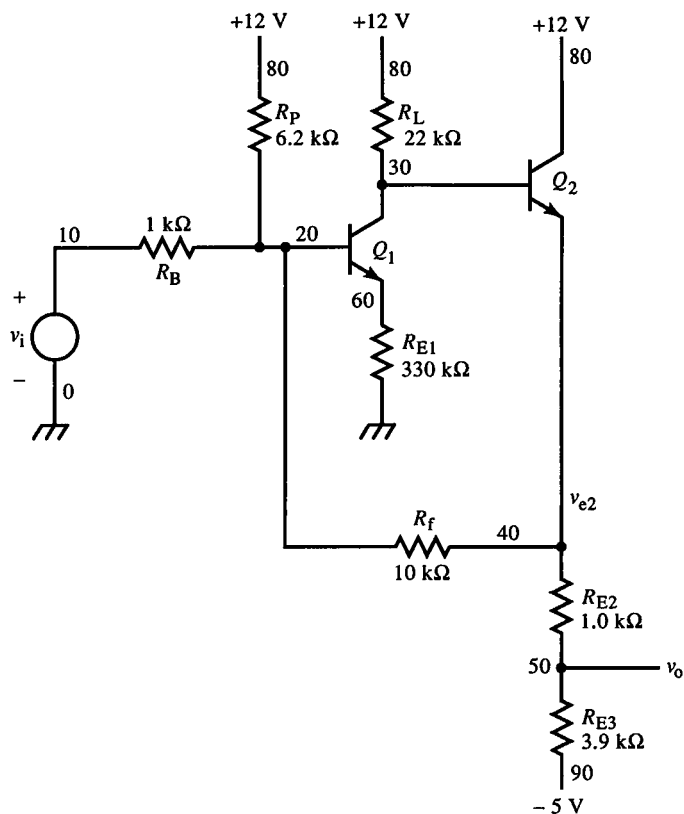 +12 V
+12 V
+12 V
80
80
80
R_P
6.2 kΩ
R_L
22 kΩ
30
Q_2
10
1 kΩ
R_B
20
Q_1
60
+
v_i
−
0
R_E1
330 kΩ
v_e2
R_f
10 kΩ
40
R_E2
1.0 kΩ
50
v_o
R_E3
3.9 kΩ
90
− 5 V